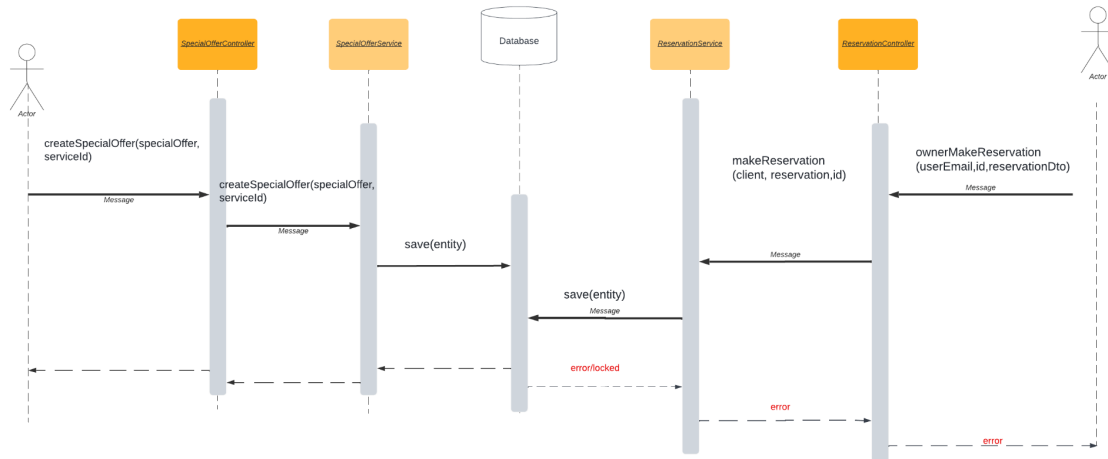 SpecialOfferController
SpecialOfferService
Database
ReservationService
ReservationController
Actor
Actor
createSpecialOffer(specialOffer,
serviceId)
Message
createSpecialOffer(specialOffer,
serviceId)
Message
save(entity)
makeReservation
(client, reservation,id)
Message
ownerMakeReservation
(userEmail,id,reservationDto)
Message
save(entity)
Message
error/locked
error
error